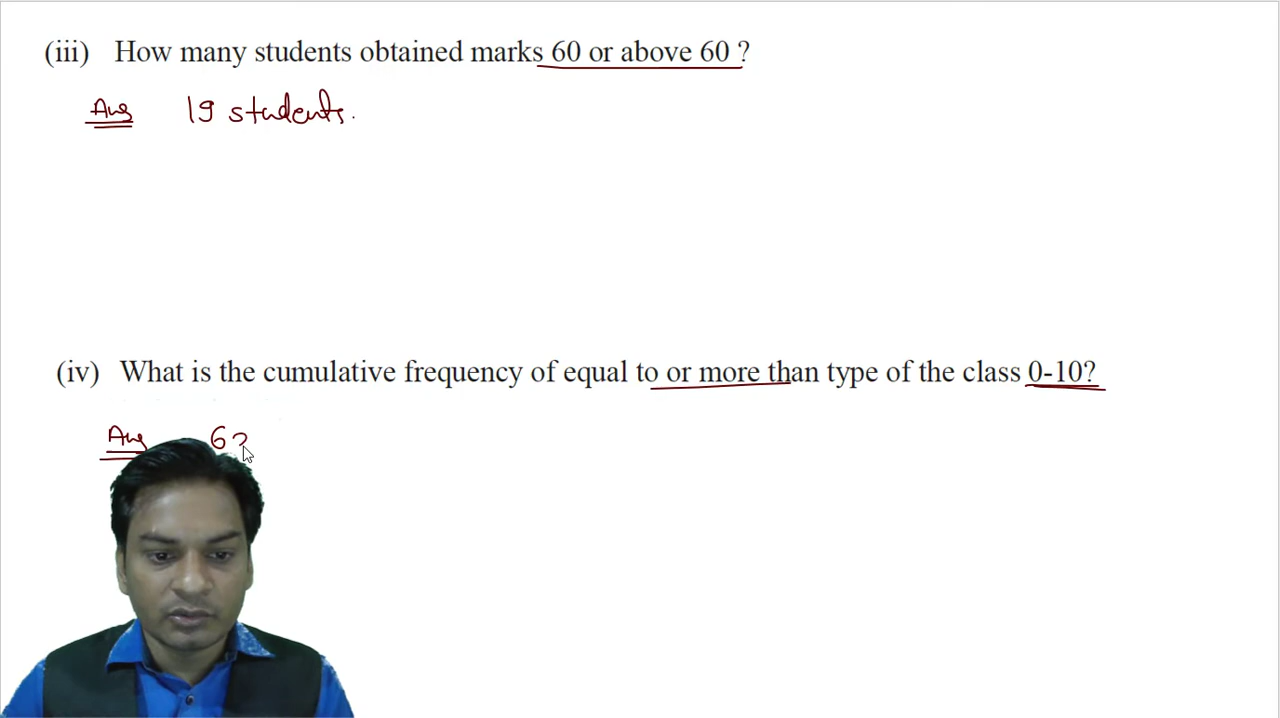 (iii) How many students obtained marks 60 or above 60 ?
Ans 19 students.
(iv) What is the cumulative frequency of equal to or more than type of the class 0-10?
Ans